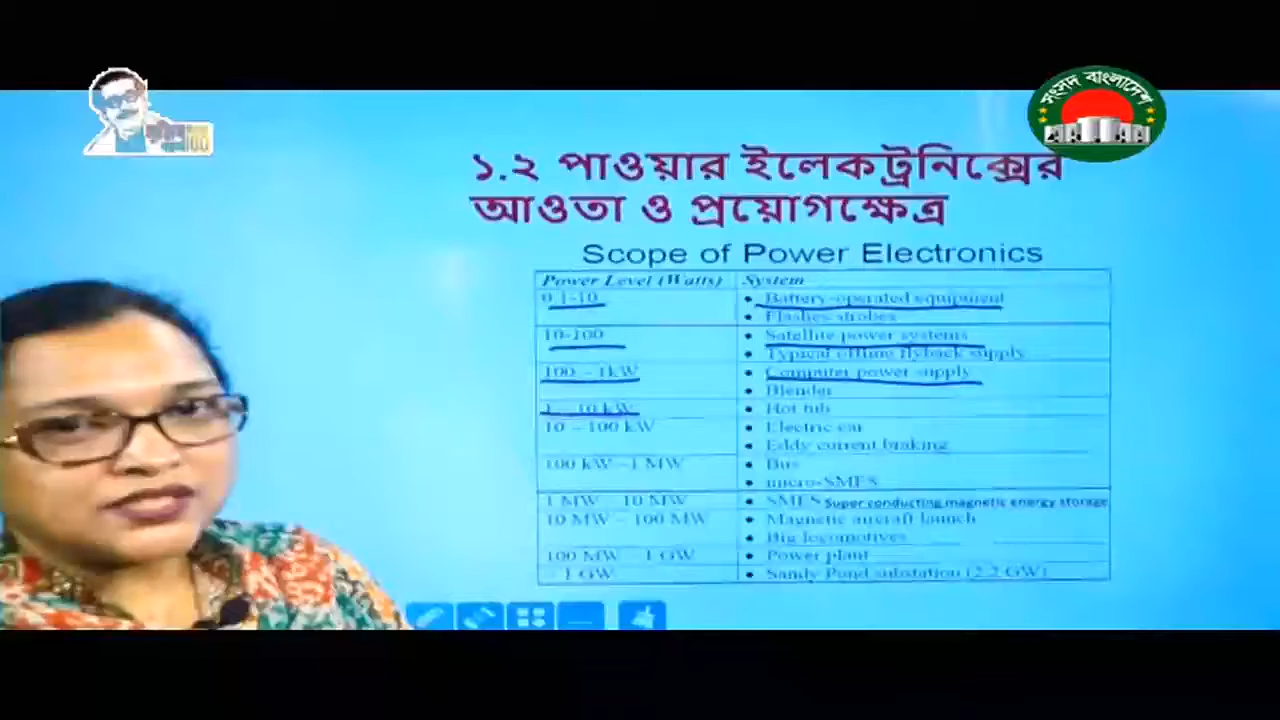 সংসদ বাংলাদেশ
১.২ পাওয়ার ইলেকট্রনিক্সের
আওতা ও প্রয়োগক্ষেত্র
Scope of Power Electronics
Power Level (Watts) System
0.1-10 • Battery-operated equipment
• Flashes strobes
10-100 • Satellite power systems
• Typical offline flyback supply
100 – 1kW • Computer power supply
• Blender
1 – 10 kW • Hot tub
10 – 100 kW • Electric car
• Eddy current braking
100 kW –1 MW • Bus
• micro-SMES
1 MW – 10 MW • SMES Super conducting magnetic energy storage
10 MW – 100 MW • Magnetic aircraft launch
• Big locomotives
100 MW – 1 GW • Power plant
1 GW • Sandy Pond substation (2.2 GW)